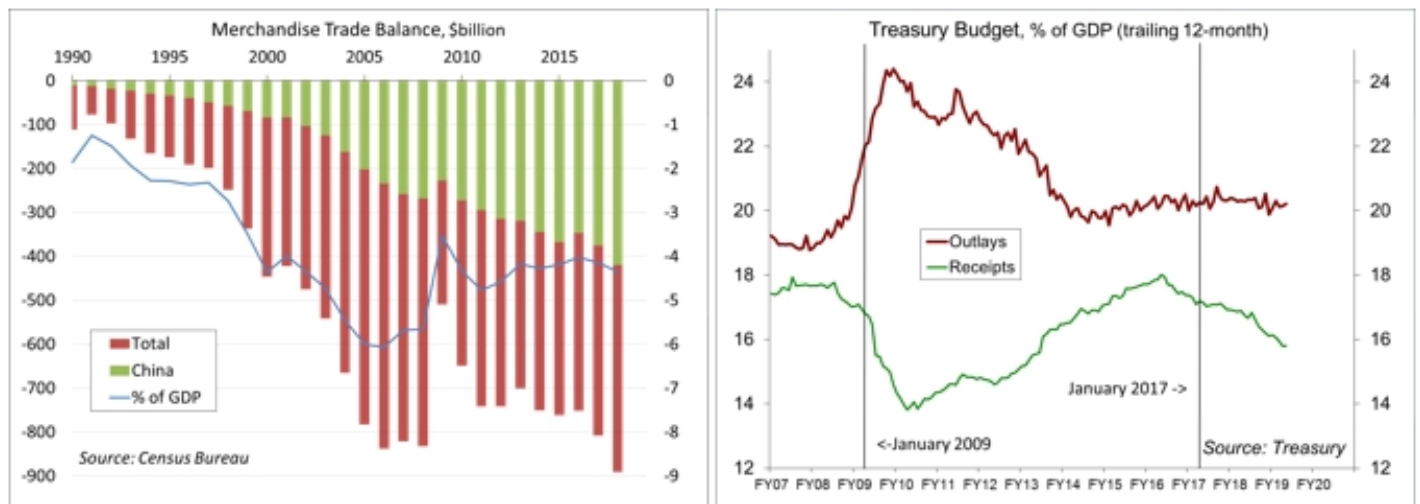 Merchandise Trade Balance, $billion
1990 1995 2000 2005 2010 2015
0 0
-100 -1
-200 -2
-300 -3
-400 -4
-500 -5
-600 -6
-700 -7
-800 -8
-900 -9
Total
China
% of GDP
Source: Census Bureau
Treasury Budget, % of GDP (trailing 12-month)
24 24
22 22
20 20
18 18
16 16
14 14
12 12
Outlays
Receipts
January 2017 ->
<-January 2009
Source: Treasury
FY07 FY08 FY09 FY10 FY11 FY12 FY13 FY14 FY15 FY16 FY17 FY18 FY19 FY20